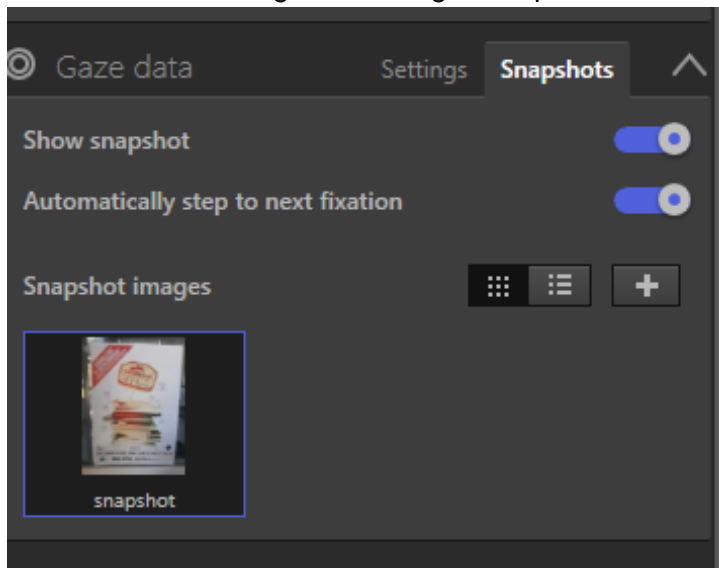 Gaze data Settings Snapshots
Show snapshot
Automatically step to next fixation
Snapshot images
snapshot